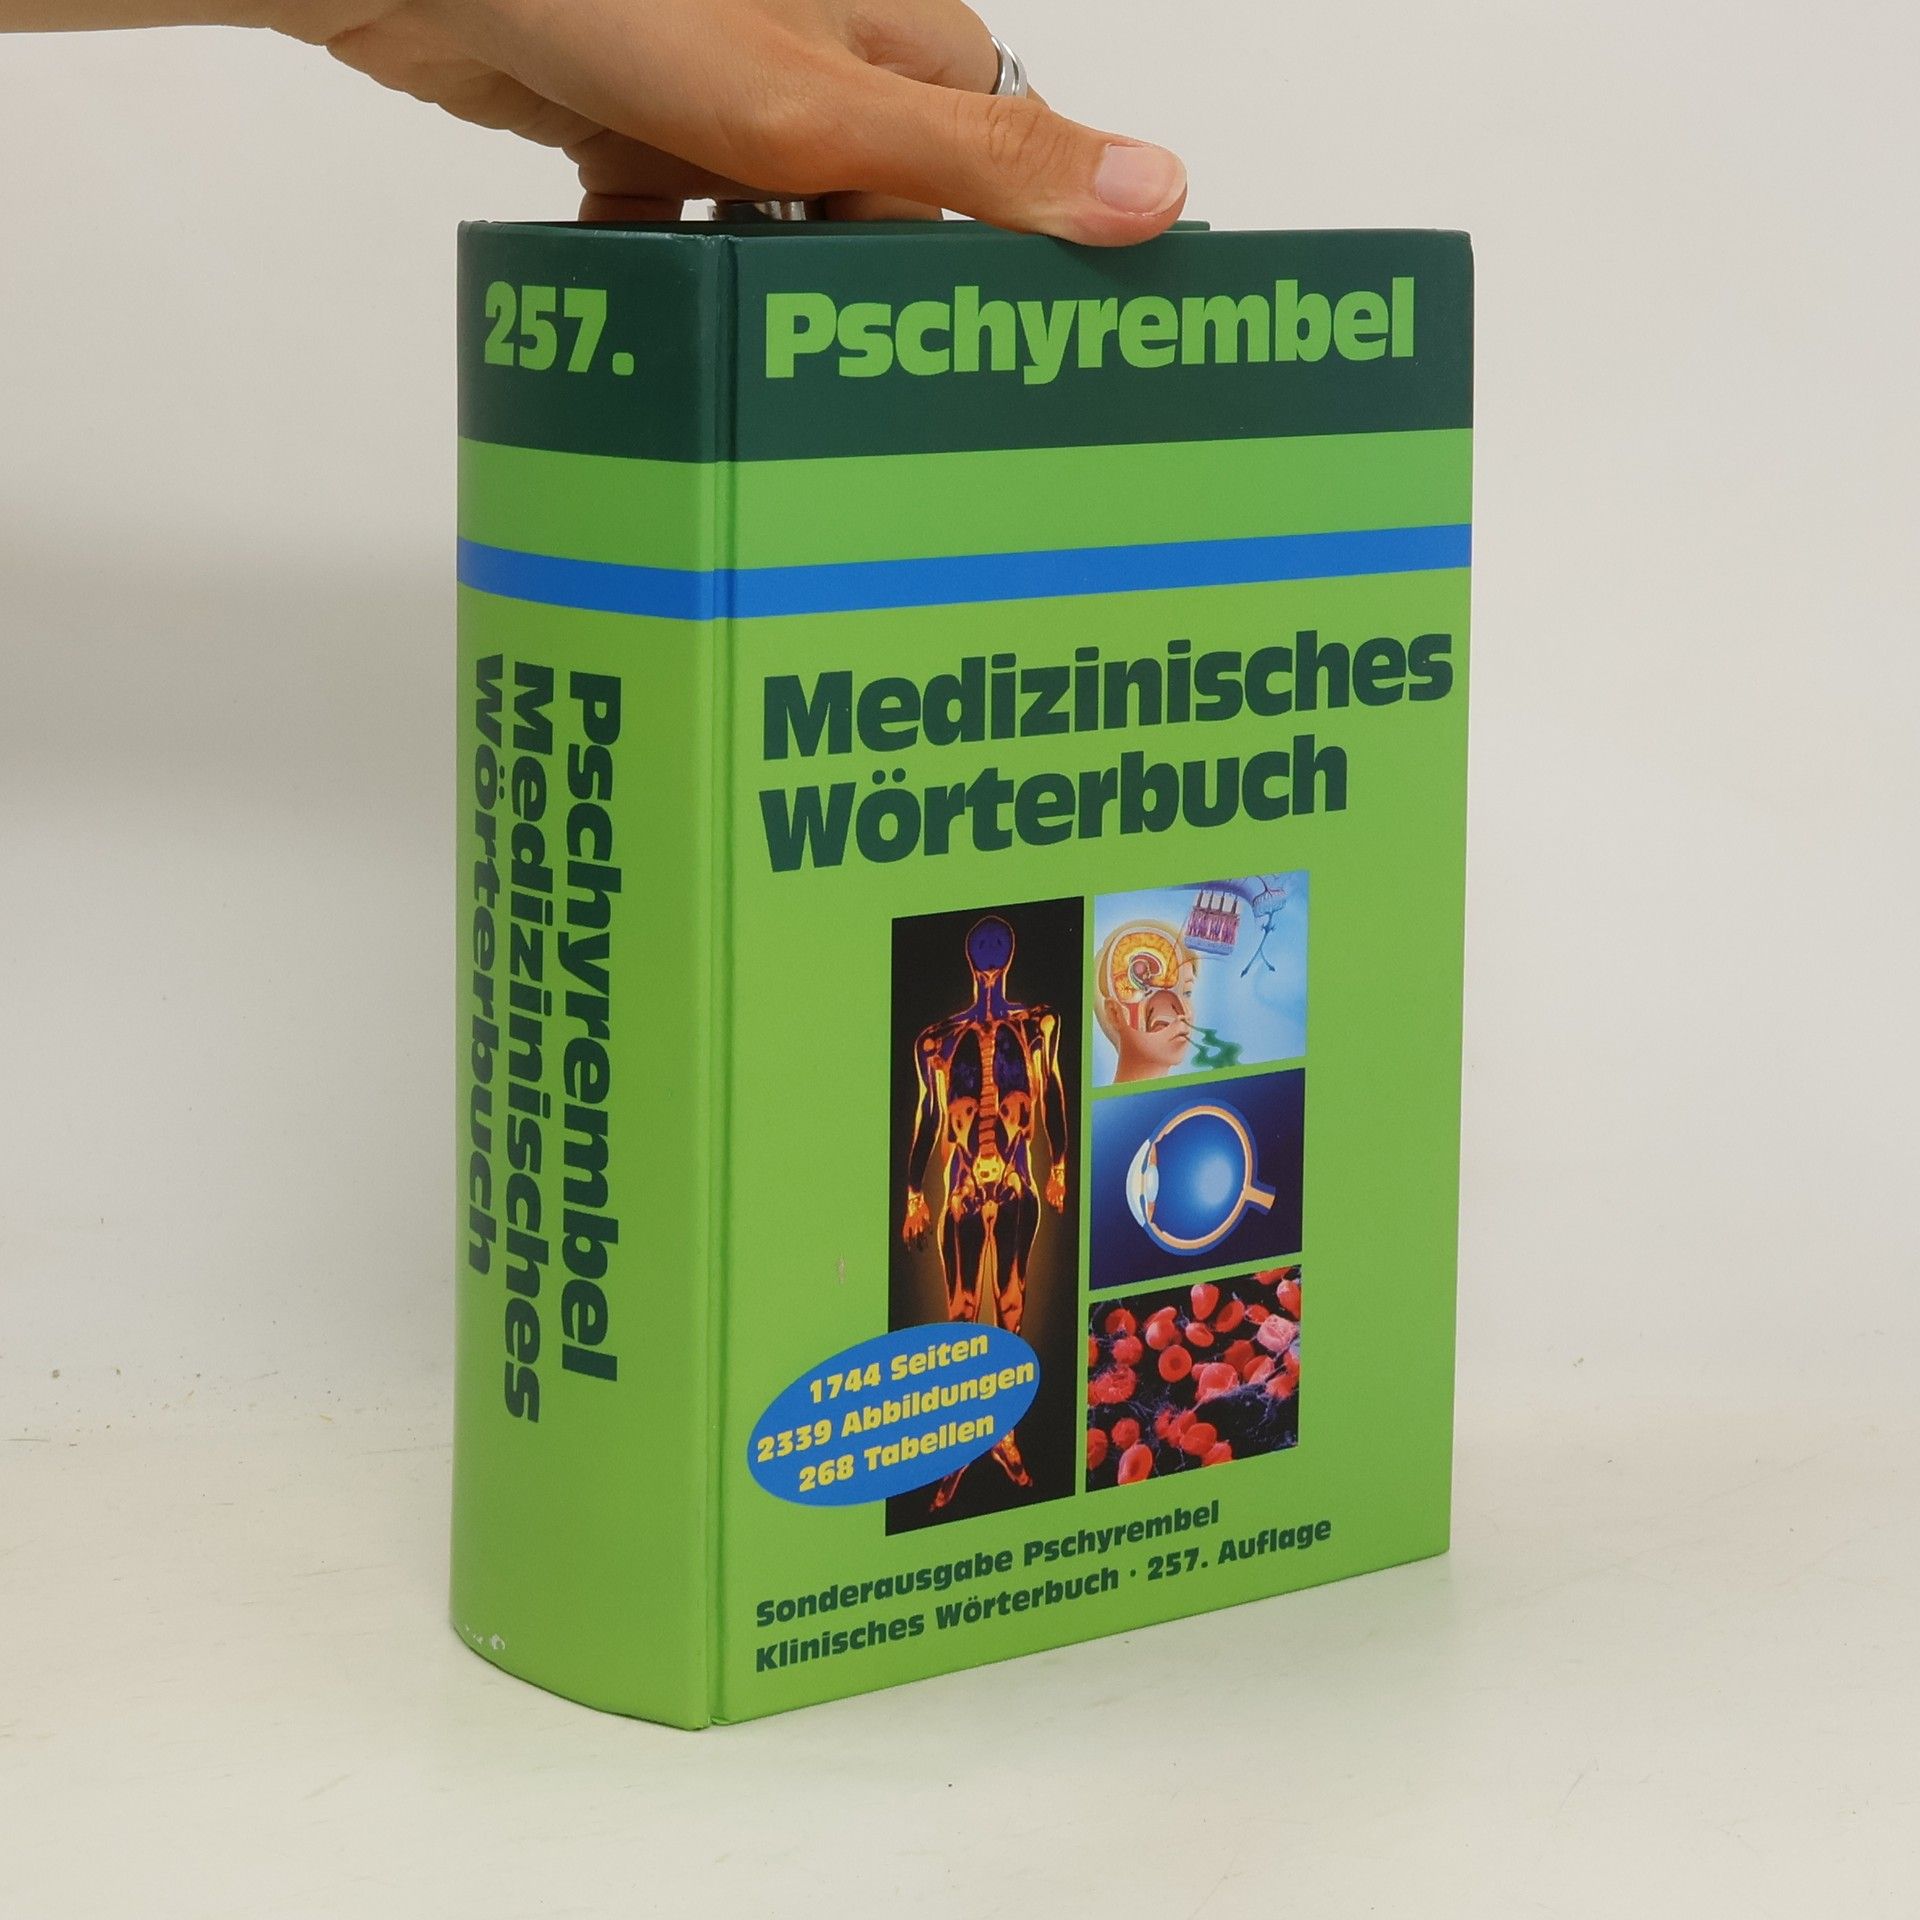 257.
Pschyrembel
Medizinisches
Wörterbuch
Pschyrembel
Medizinisches
Wörterbuch
1744 Seiten
2339 Abbildungen
268 Tabellen
Sonderausgabe Pschyrembel
Klinisches Wörterbuch · 257. Auflage